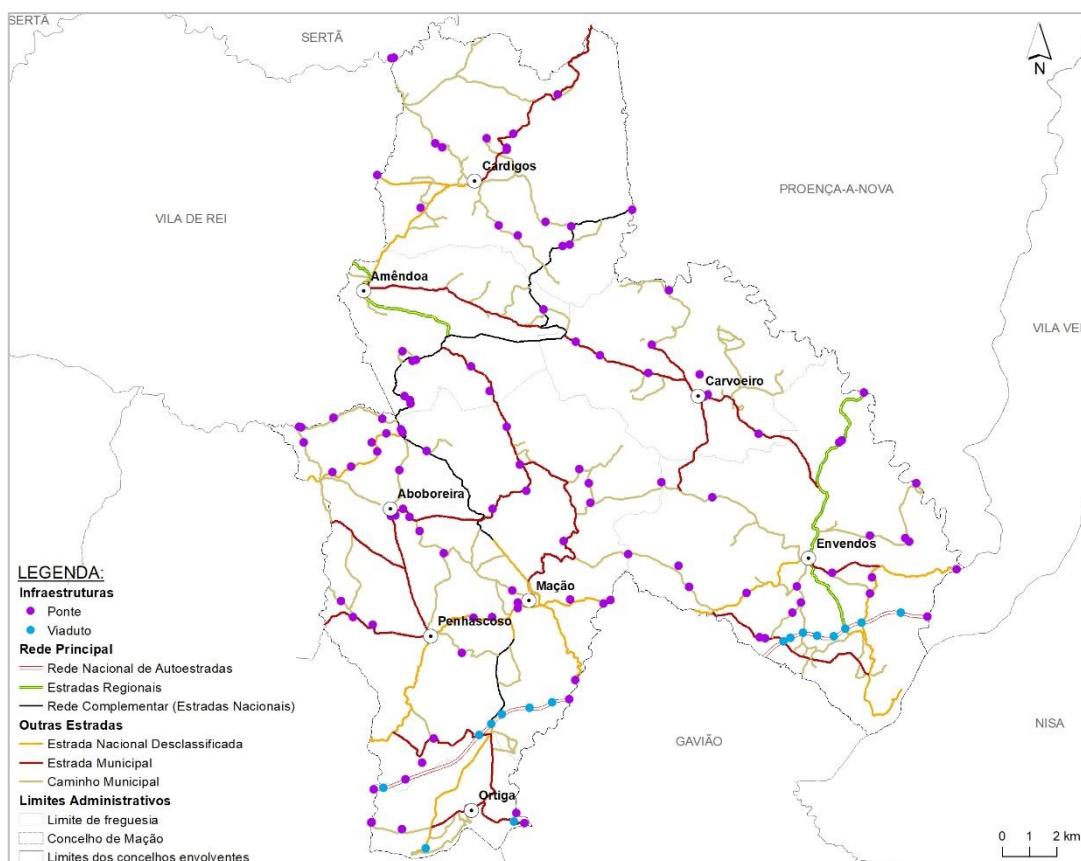 SERTÃ
SERTÃ
N
Cardigos
PROENÇA-A-NOVA
VILA DE REI
Amêndoa
VILA VE
Carvoeiro
Aboboreira
Envendos
Mação
Penhascoso
NISA
GAVIÃO
Ortiga
LEGENDA:
Infraestruturas
Ponte
Viaduto
Rede Principal
Rede Nacional de Autoestradas
Estradas Regionais
Rede Complementar (Estradas Nacionais)
Outras Estradas
Estrada Nacional Desclassificada
Estrada Municipal
Caminho Municipal
Limites Administrativos
Limite de freguesia
Concelho de Mação
Limites dos concelhos envolventes
0 1 2 km